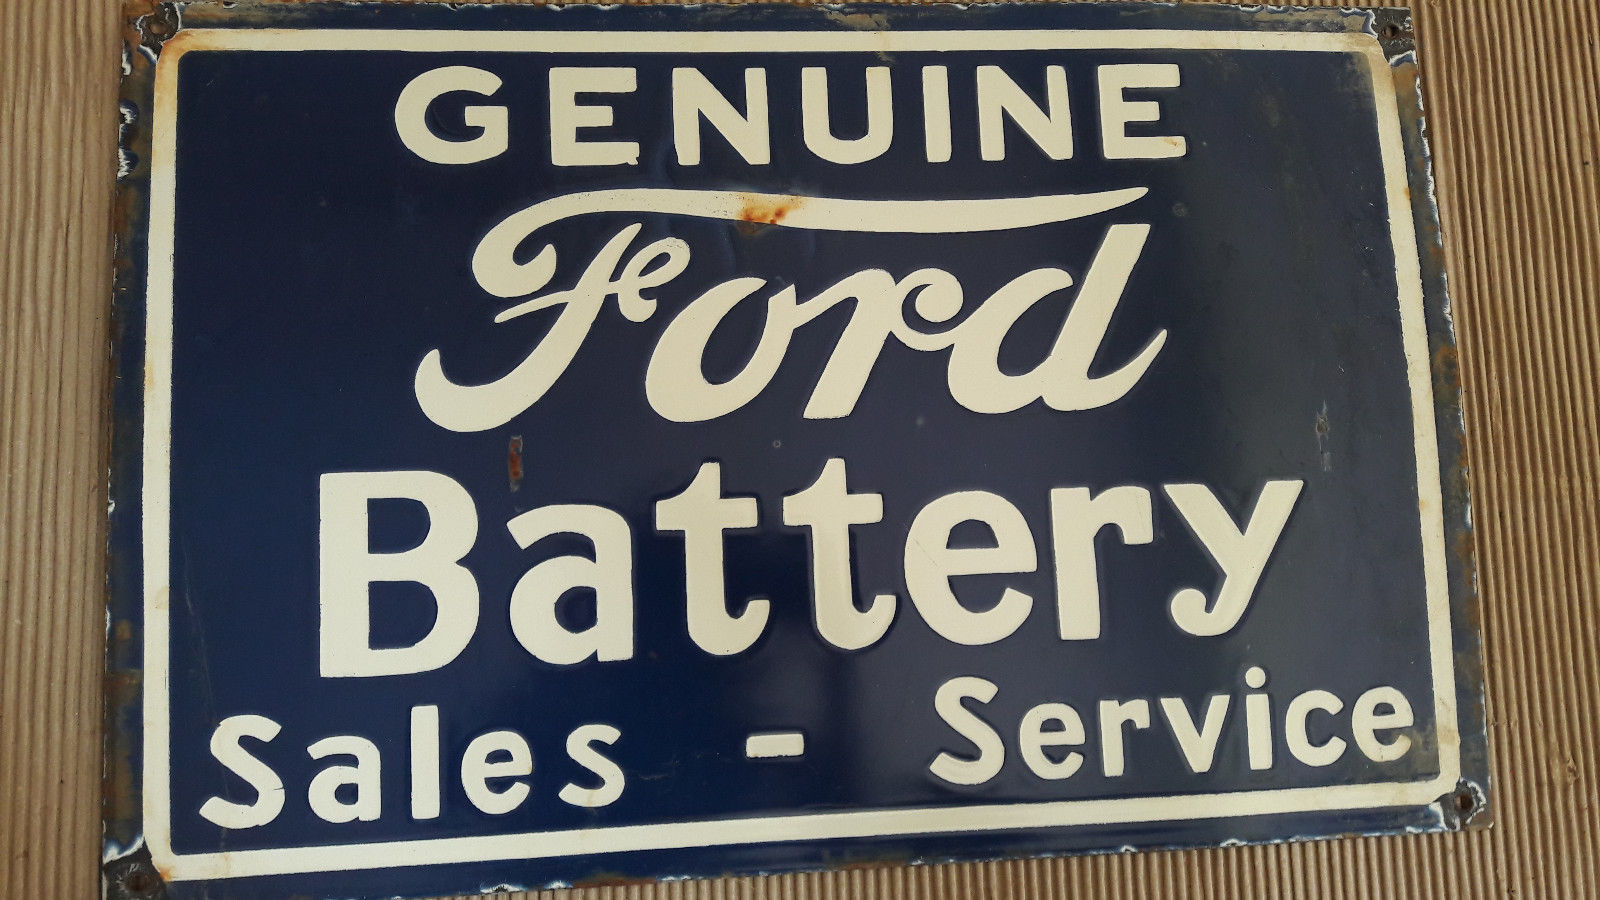 GENUINE
Ford
Battery
Sales - Service